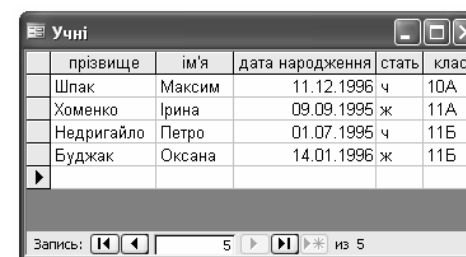 Учні
прізвище ім'я дата народження стать клас
Шпак Максим 11.12.1996 ч 10А
Хоменко Ірина 09.09.1995 ж 11А
Недригайло Петро 01.07.1995 ч 11Б
Буджак Оксана 14.01.1996 ж 11Б
Запись: 5 из 5